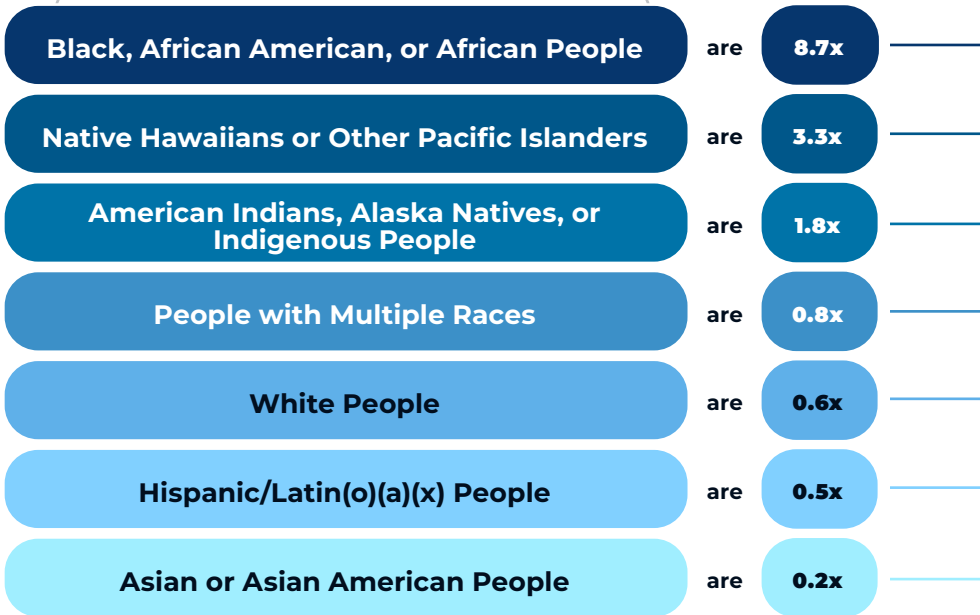 Black, African American, or African People are 8.7x
Native Hawaiians or Other Pacific Islanders are 3.3x
American Indians, Alaska Natives, or
Indigenous People are 1.8x
People with Multiple Races are 0.8x
White People are 0.6x
Hispanic/Latin(o)(a)(x) People are 0.5x
Asian or Asian American People are 0.2x